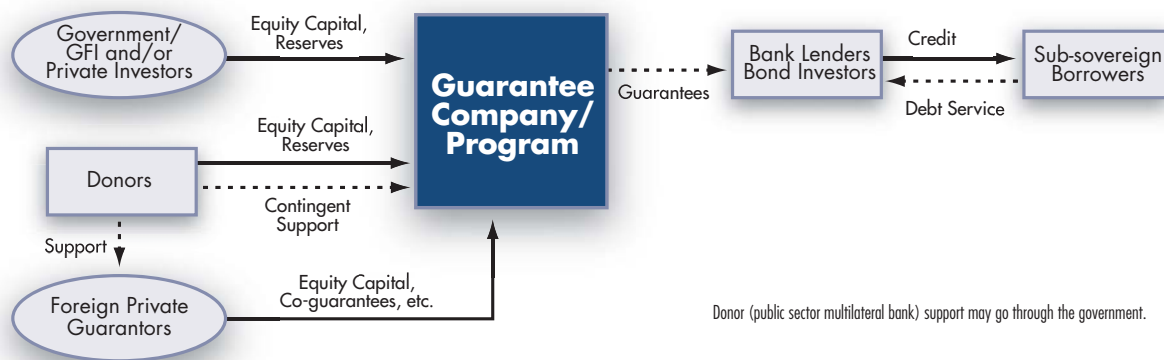 Government/
GFI and/or
Private Investors
Equity Capital,
Reserves
Guarantee
Company/
Program
Guarantees
Bank Lenders
Bond Investors
Credit
Debt Service
Sub-sovereign
Borrowers
Donors
Equity Capital,
Reserves
Contingent
Support
Support
Foreign Private
Guarantors
Equity Capital,
Co-guarantees, etc.
Donor (public sector multilateral bank) support may go through the government.